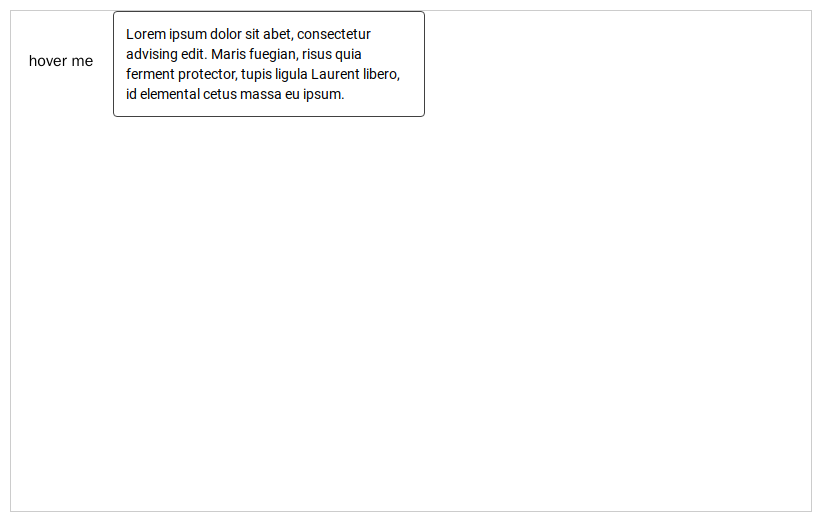 hover me
Lorem ipsum dolor sit abet, consectetur
advising edit. Maris fuegian, risus quia
ferment protector, tupis ligula Laurent libero,
id elemental cetus massa eu ipsum.